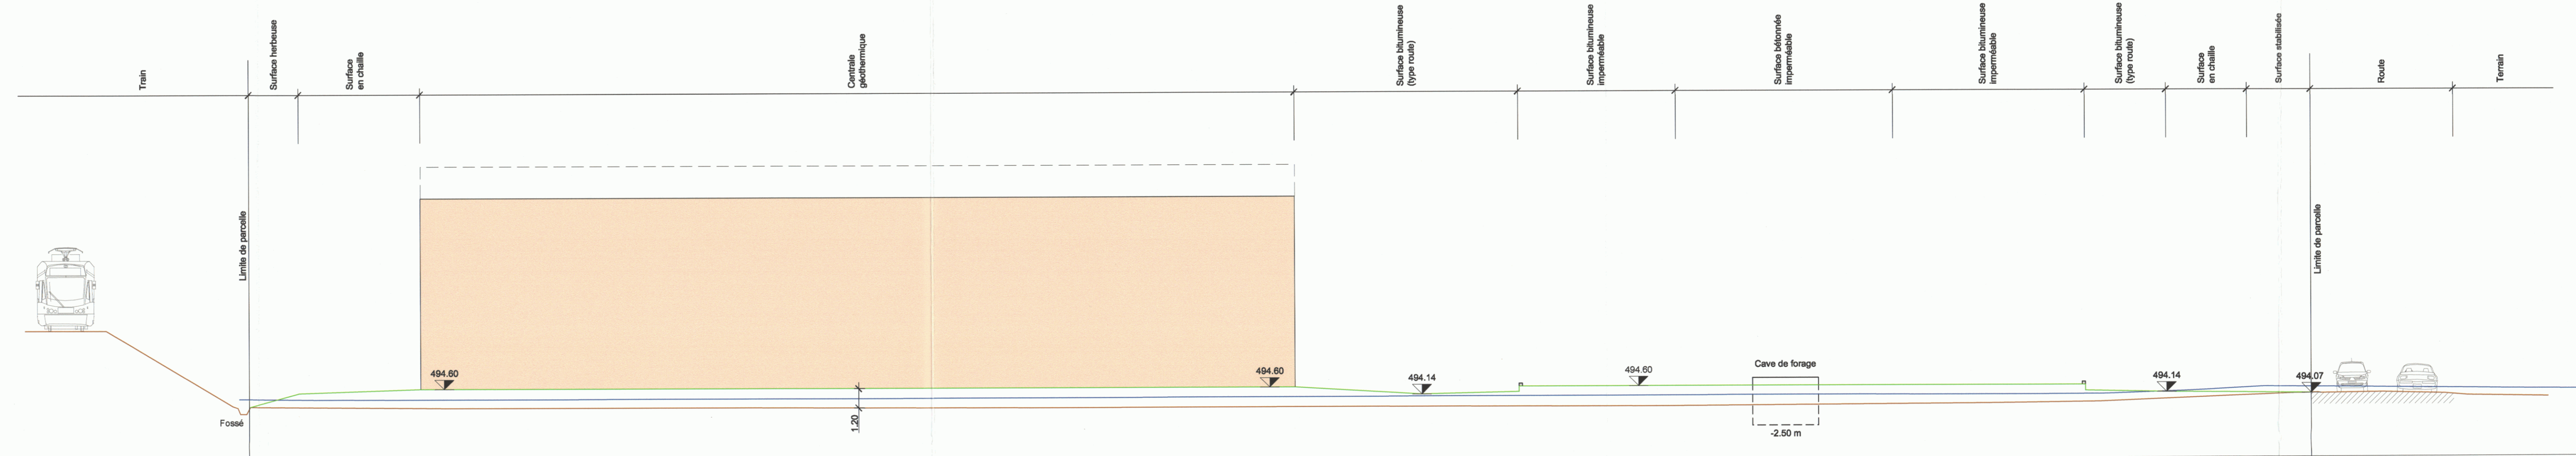 Train
Surface herbeuse
Surface
en chaille
Centrale
géothermique
Surface bitumineuse
(type route)
Surface bitumineuse
imperméable
Surface bétonnée
imperméable
Surface bitumineuse
imperméable
Surface bitumineuse
(type route)
Surface
en chaille
Surface stabilisée
Route
Terrain
Limite de parcelle
Limite de parcelle
494.60
494.60
494.14
494.60
Cave de forage
494.14
494.07
Fossé
1.20
-2.50 m